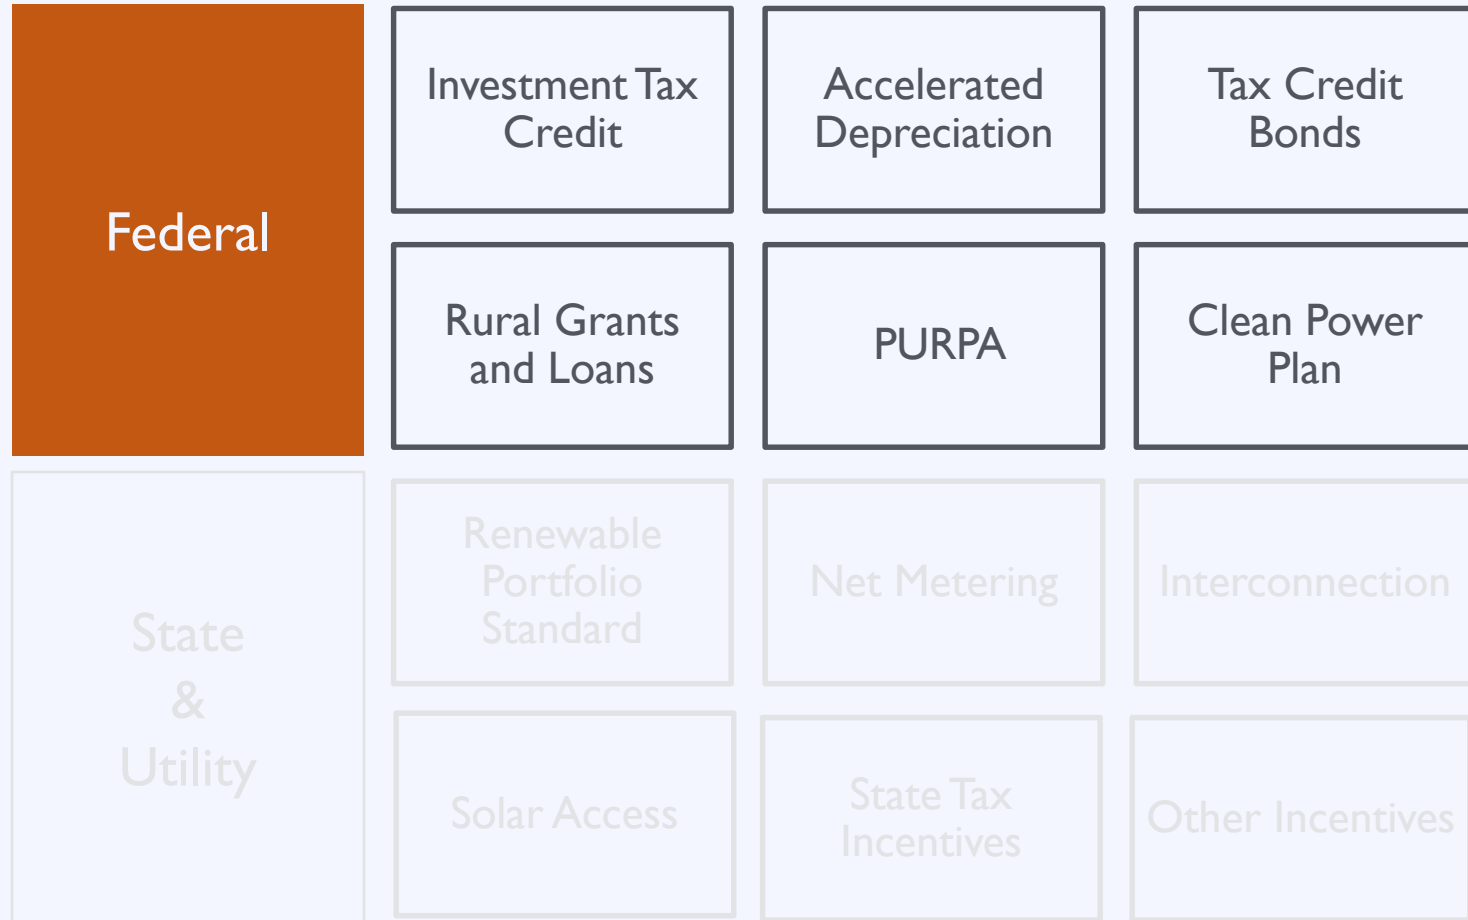 Federal
Investment Tax
Credit
Accelerated
Depreciation
Tax Credit
Bonds
Rural Grants
and Loans
PURPA
Clean Power
Plan
State
&
Utility
Renewable
Portfolio
Standard
Net Metering
Interconnection
Solar Access
State Tax
Incentives
Other Incentives